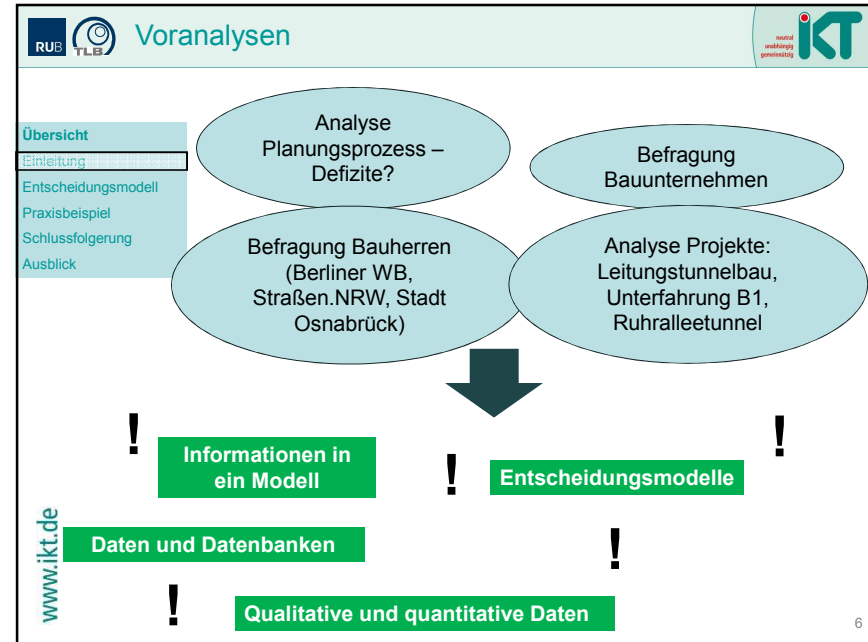 RUB
TLB
Voranalysen
neutral
unabhängig
gemeinnützig
iKT
Übersicht
Einleitung
Entscheidungsmodell
Praxisbeispiel
Schlussfolgerung
Ausblick
Analyse
Planungsprozess –
Defizite?
Befragung
Bauunternehmen
Befragung Bauherren
(Berliner WB,
Straßen.NRW, Stadt
Osnabrück)
Analyse Projekte:
Leitungstunnelbau,
Unterfahrung B1,
Ruhralleetunnel
!
Informationen in
ein Modell
!
Entscheidungsmodelle
!
Daten und Datenbanken
!
!
Qualitative und quantitative Daten
www.ikt.de
6